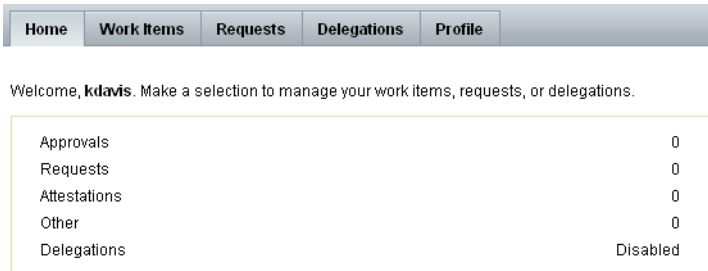 Home Work Items Requests Delegations Profile
Welcome, kdavis. Make a selection to manage your work items, requests, or delegations.
Approvals 0
Requests 0
Attestations 0
Other 0
Delegations Disabled